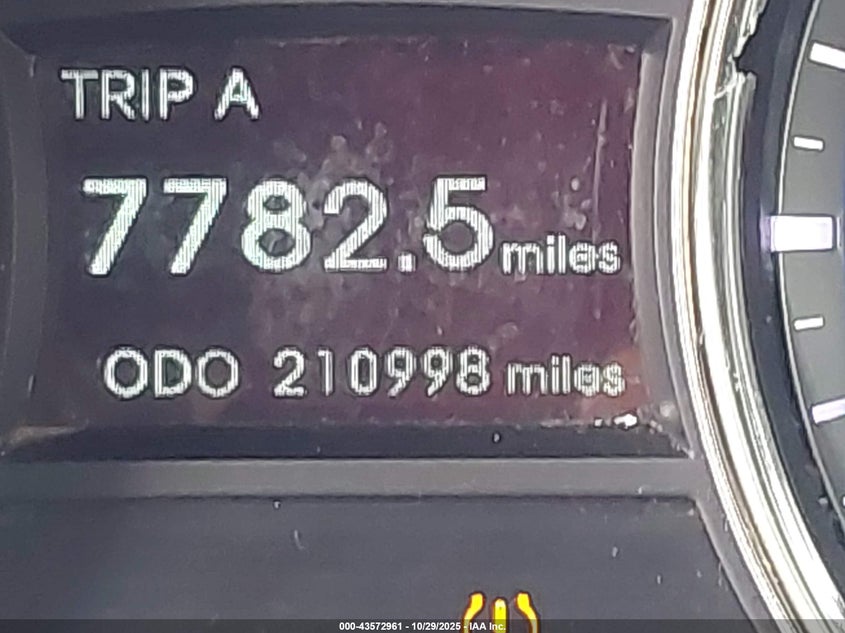 TRIP A
7782.5 miles
ODO 210998 miles
000-43572961 - 10/29/2025 - IAA Inc.